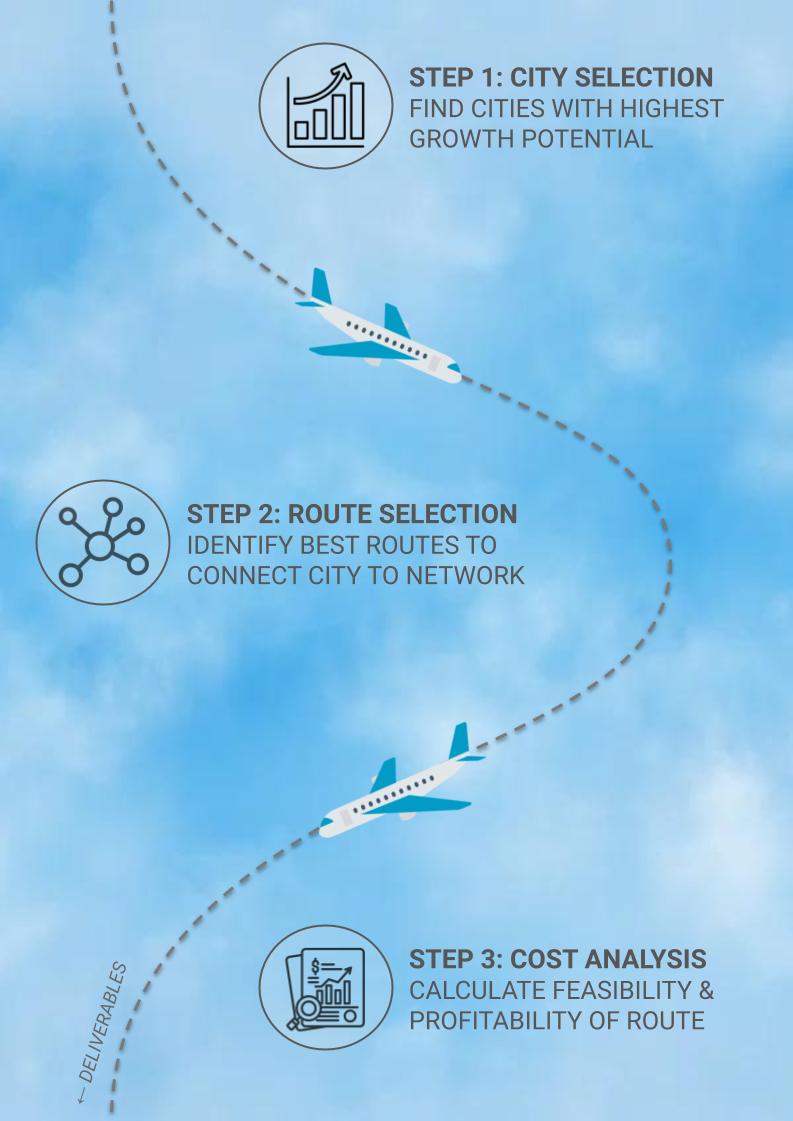 STEP 1: CITY SELECTION
FIND CITIES WITH HIGHEST
GROWTH POTENTIAL
STEP 2: ROUTE SELECTION
IDENTIFY BEST ROUTES TO
CONNECT CITY TO NETWORK
STEP 3: COST ANALYSIS
CALCULATE FEASIBILITY &
PROFITABILITY OF ROUTE
← DELIVERABLES
$